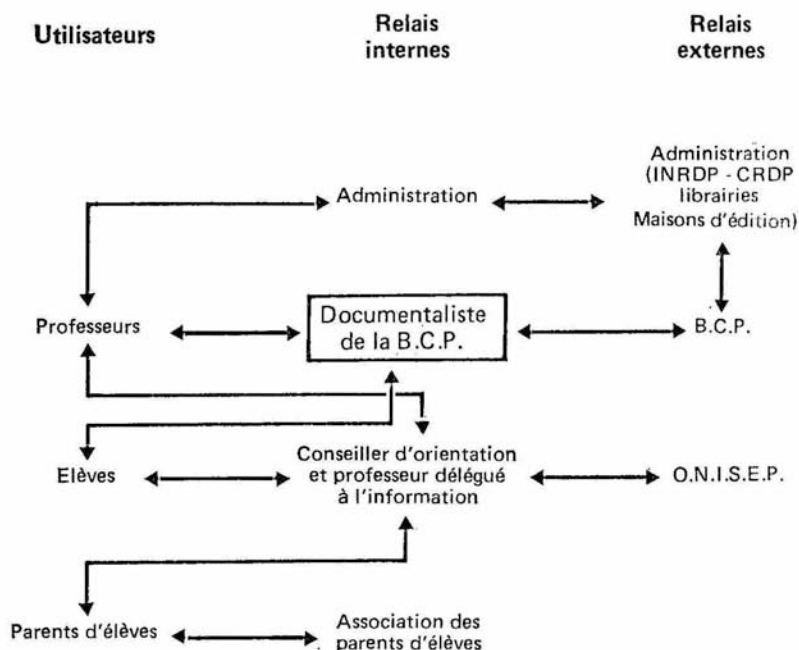 Utilisateurs
Relais
internes
Relais
externes
Administration
Administration
(INRDP - CRDP
librairies
Maisons d'édition)
Professeurs
Documentaliste
de la B.C.P.
B.C.P.
Elèves
Conseiller d'orientation
et professeur délégué
à l'information
O.N.I.S.E.P.
Parents d'élèves
Association des
parents d'élèves